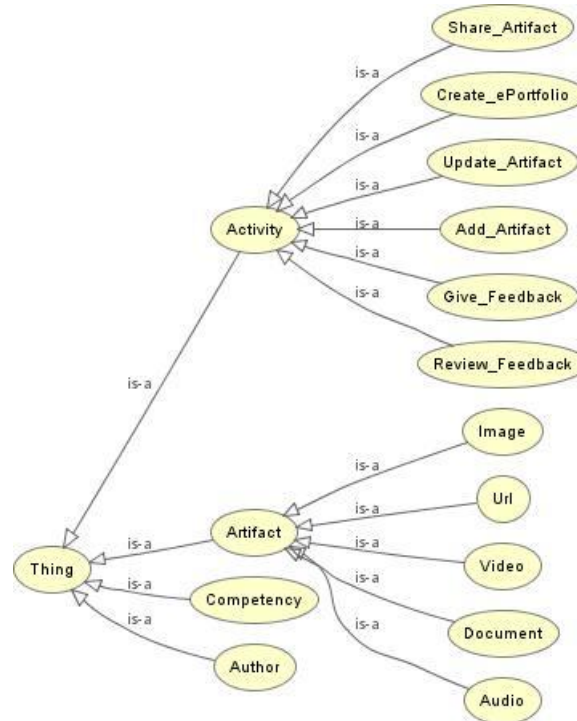 Share_Artifact
is-a
Create_ePortfolio
is-a
Update_Artifact
is-a
Activity
is-a
Add_Artifact
is-a
Give_Feedback
is-a
Review_Feedback
is-a
Image
is-a
Url
is-a
Artifact
is-a
Video
is-a
Thing
is-a
Competency
is-a
Document
is-a
Author
is-a
Audio
is-a